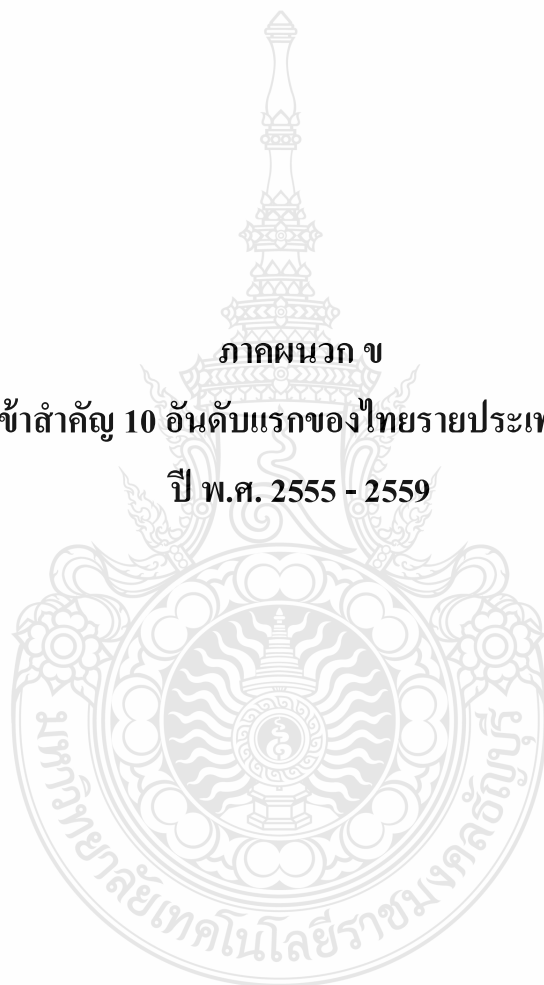 ภาคผนวก ข
ข้าสำคัญ 10 อันดับแรกของไทยรายประเท
ปี พ.ศ. 2555 - 2559
มหาวิทยาลัยเทคโนโลยีราชมงคลธัญบุรี